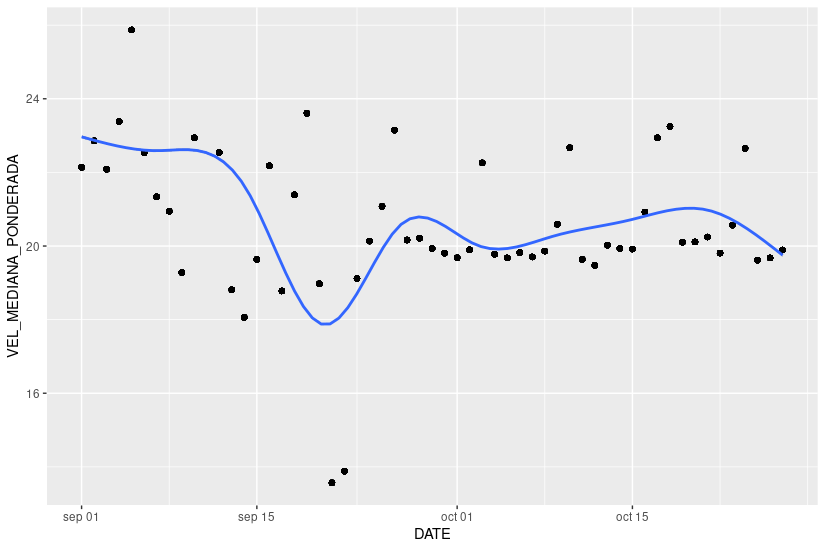 24
20
16
VEL_MEDIANA_PONDERADA
sep 01
sep 15
oct 01
oct 15
DATE